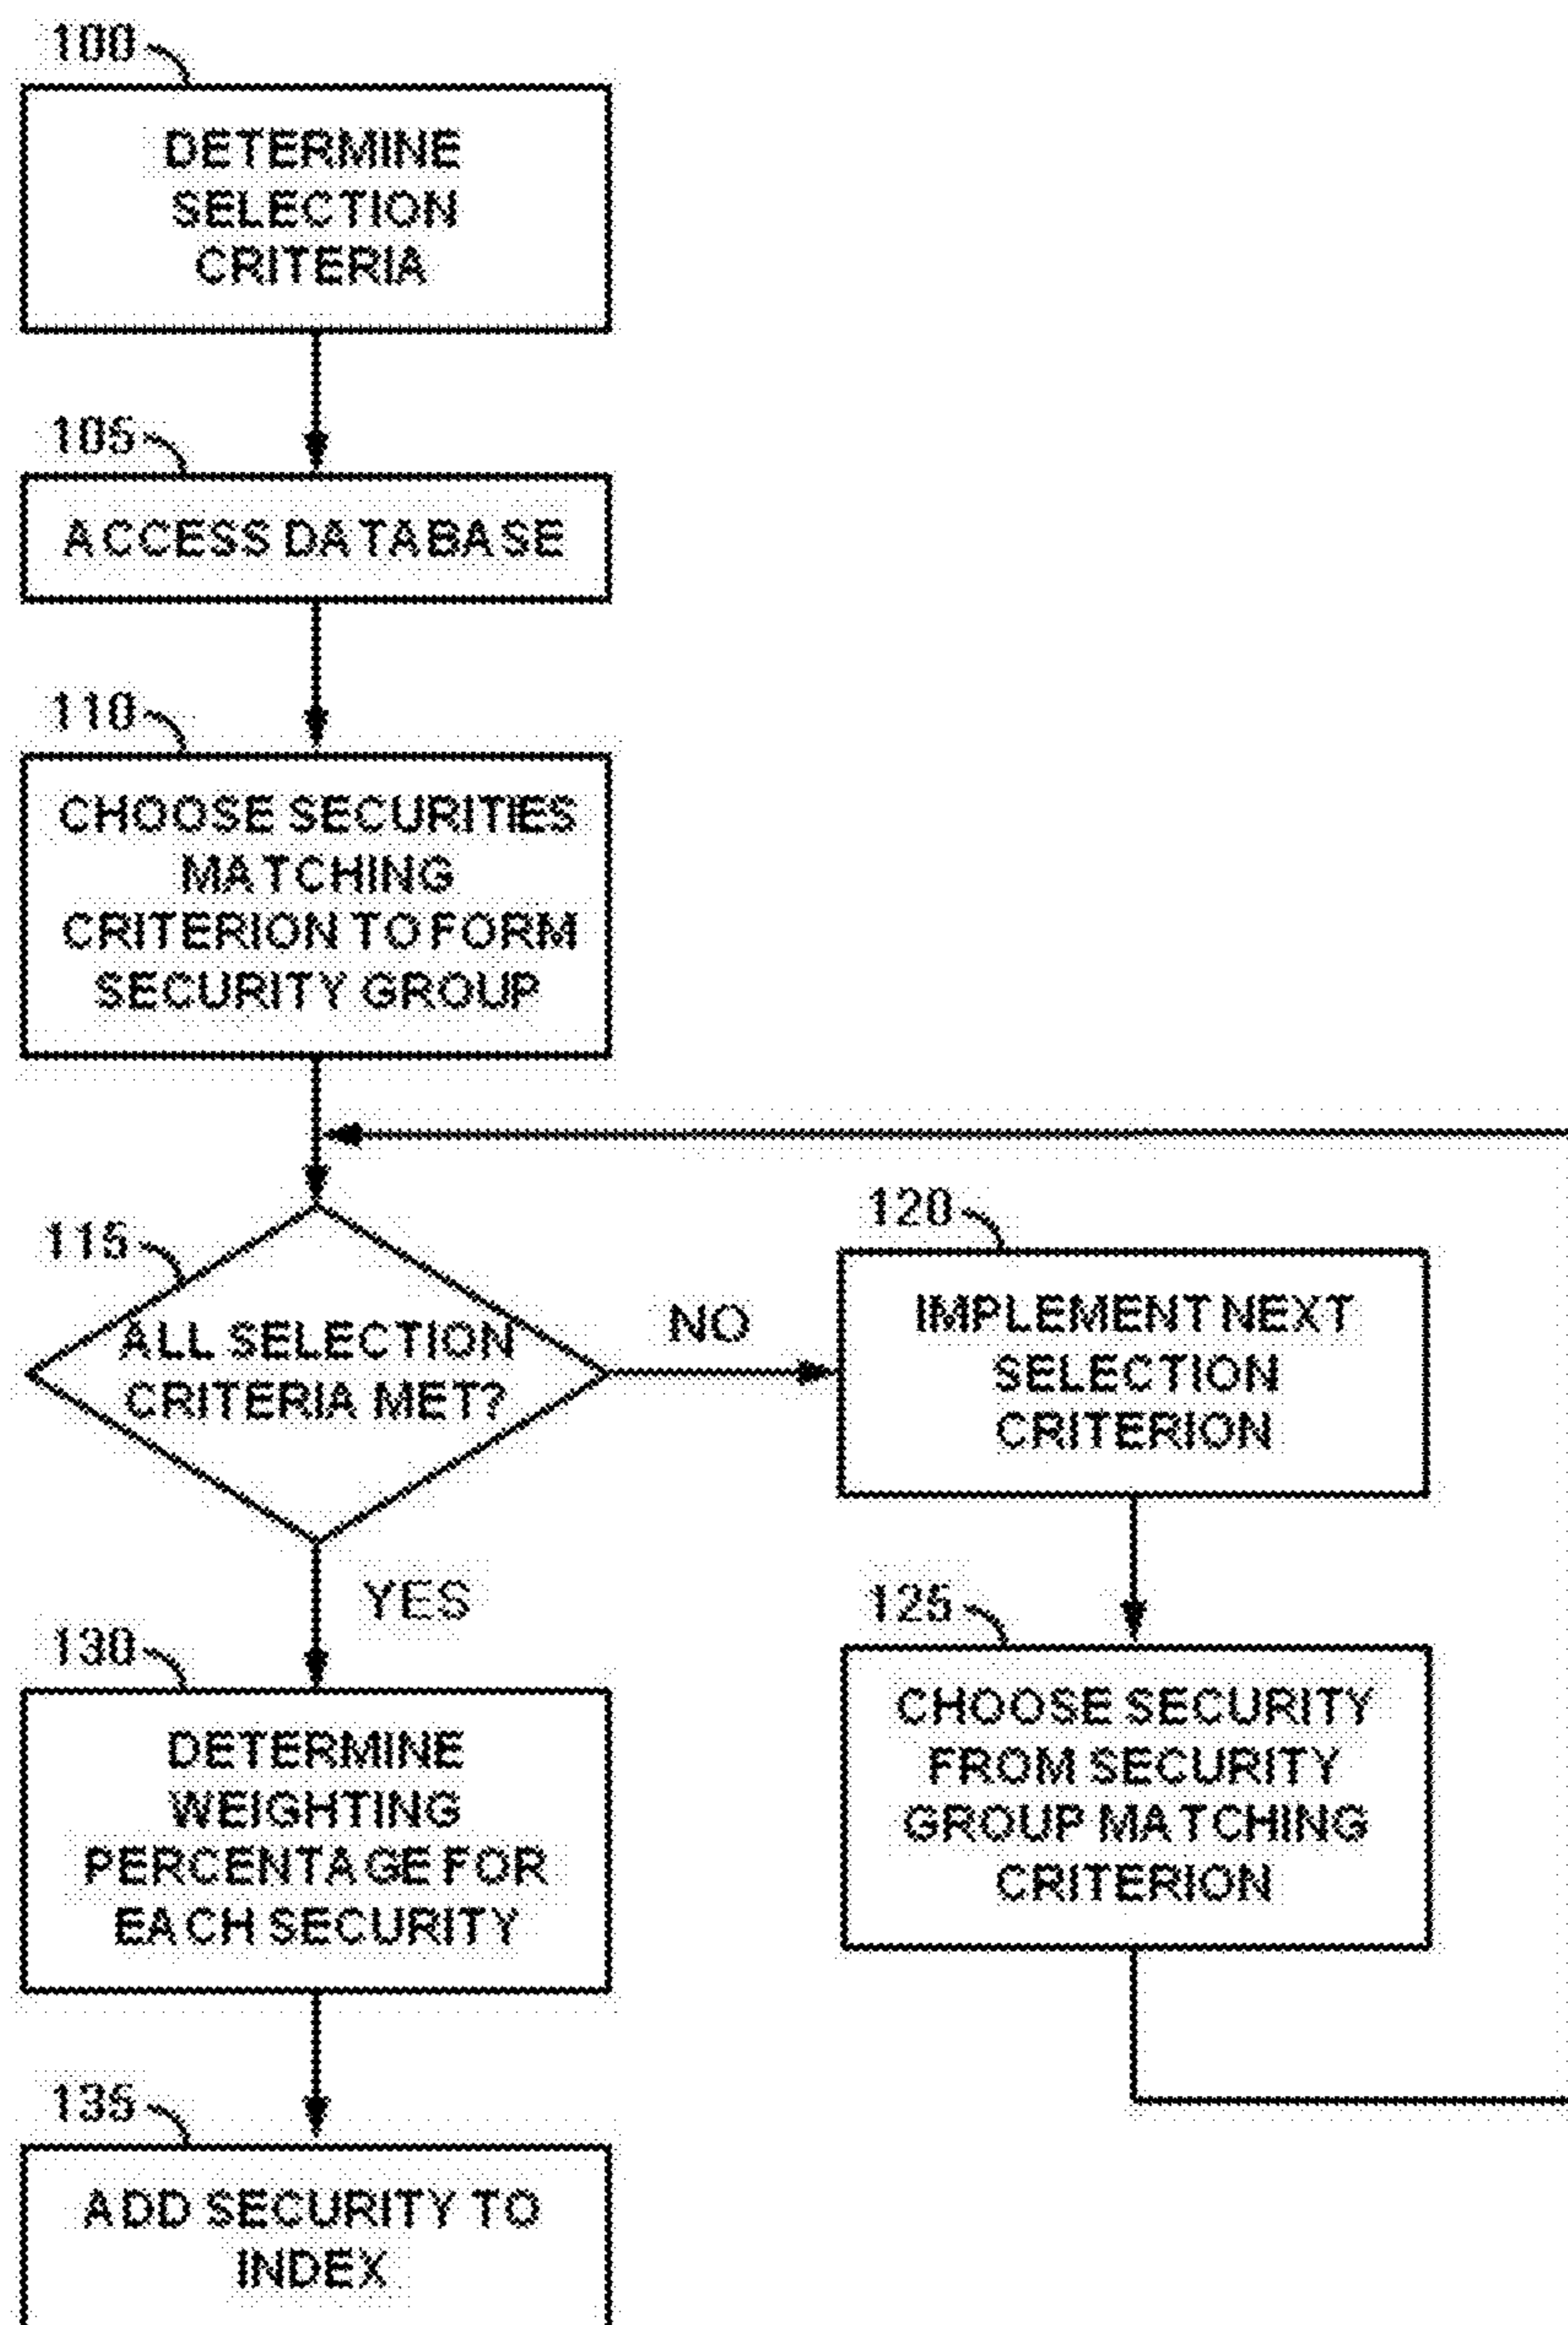 100
DETERMINE
SELECTION
CRITERIA
105
ACCESS DATABASE
110
CHOOSE SECURITIES
MATCHING
CRITERION TO FORM
SECURITY GROUP
115
ALL SELECTION
CRITERIA MET?
NO
120
IMPLEMENT NEXT
SELECTION
CRITERION
YES
125
CHOOSE SECURITY
FROM SECURITY
GROUP MATCHING
CRITERION
130
DETERMINE
WEIGHTING
PERCENTAGE FOR
EACH SECURITY
135
ADD SECURITY TO
INDEX